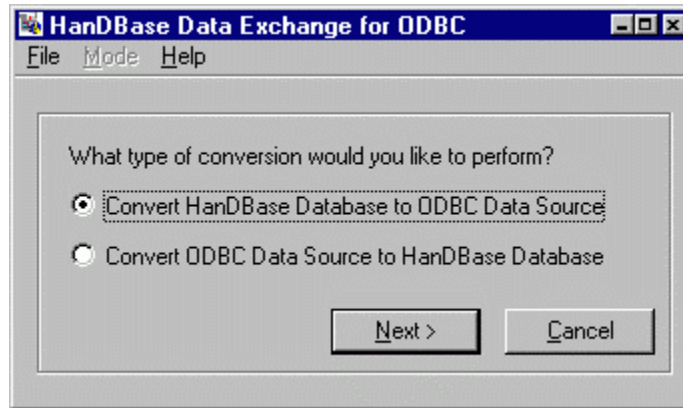 HanDBase Data Exchange for ODBC
File Mode Help
What type of conversion would you like to perform?
Convert HanDBase Database to ODBC Data Source
Convert ODBC Data Source to HanDBase Database
Next > Cancel